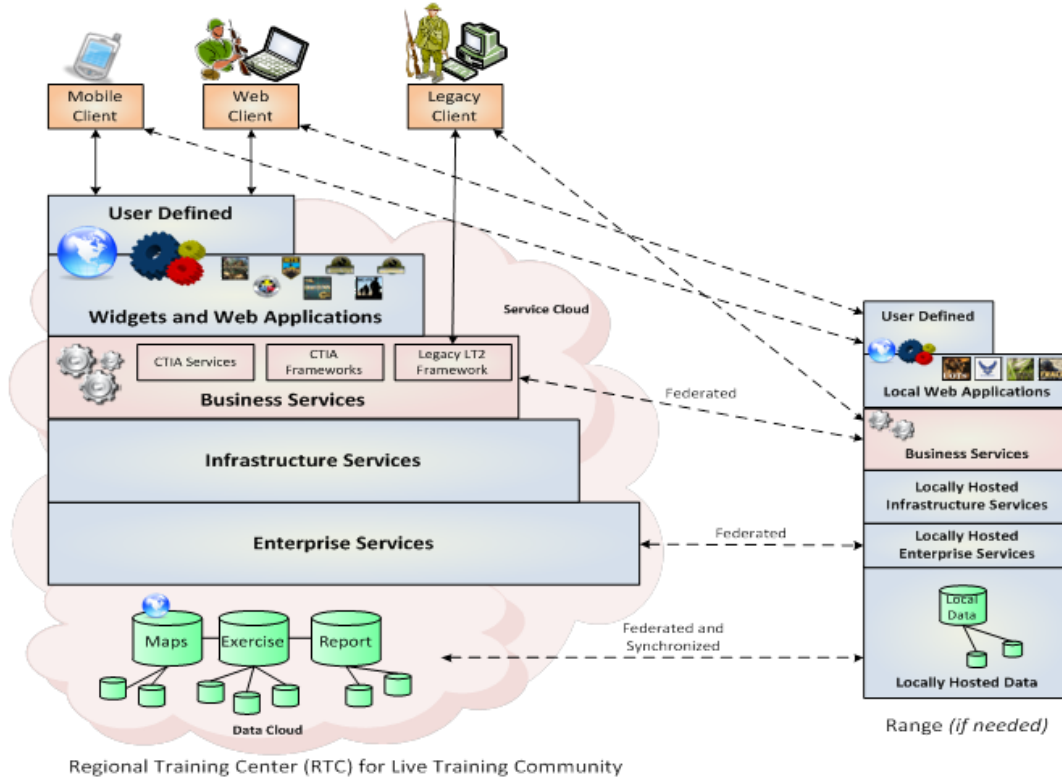 Mobile
Client
Web
Client
Legacy
Client
User Defined
Widgets and Web Applications
Service Cloud
CTIA Services
CTIA
Frameworks
Legacy LT2
Framework
Business Services
Infrastructure Services
Enterprise Services
Maps
Exercise
Report
Data Cloud
Federated
Federated
Federated and
Synchronized
User Defined
Local Web Applications
Business Services
Locally Hosted
Infrastructure Services
Locally Hosted
Enterprise Services
Local
Data
Locally Hosted Data
Range (if needed)
Regional Training Center (RTC) for Live Training Community